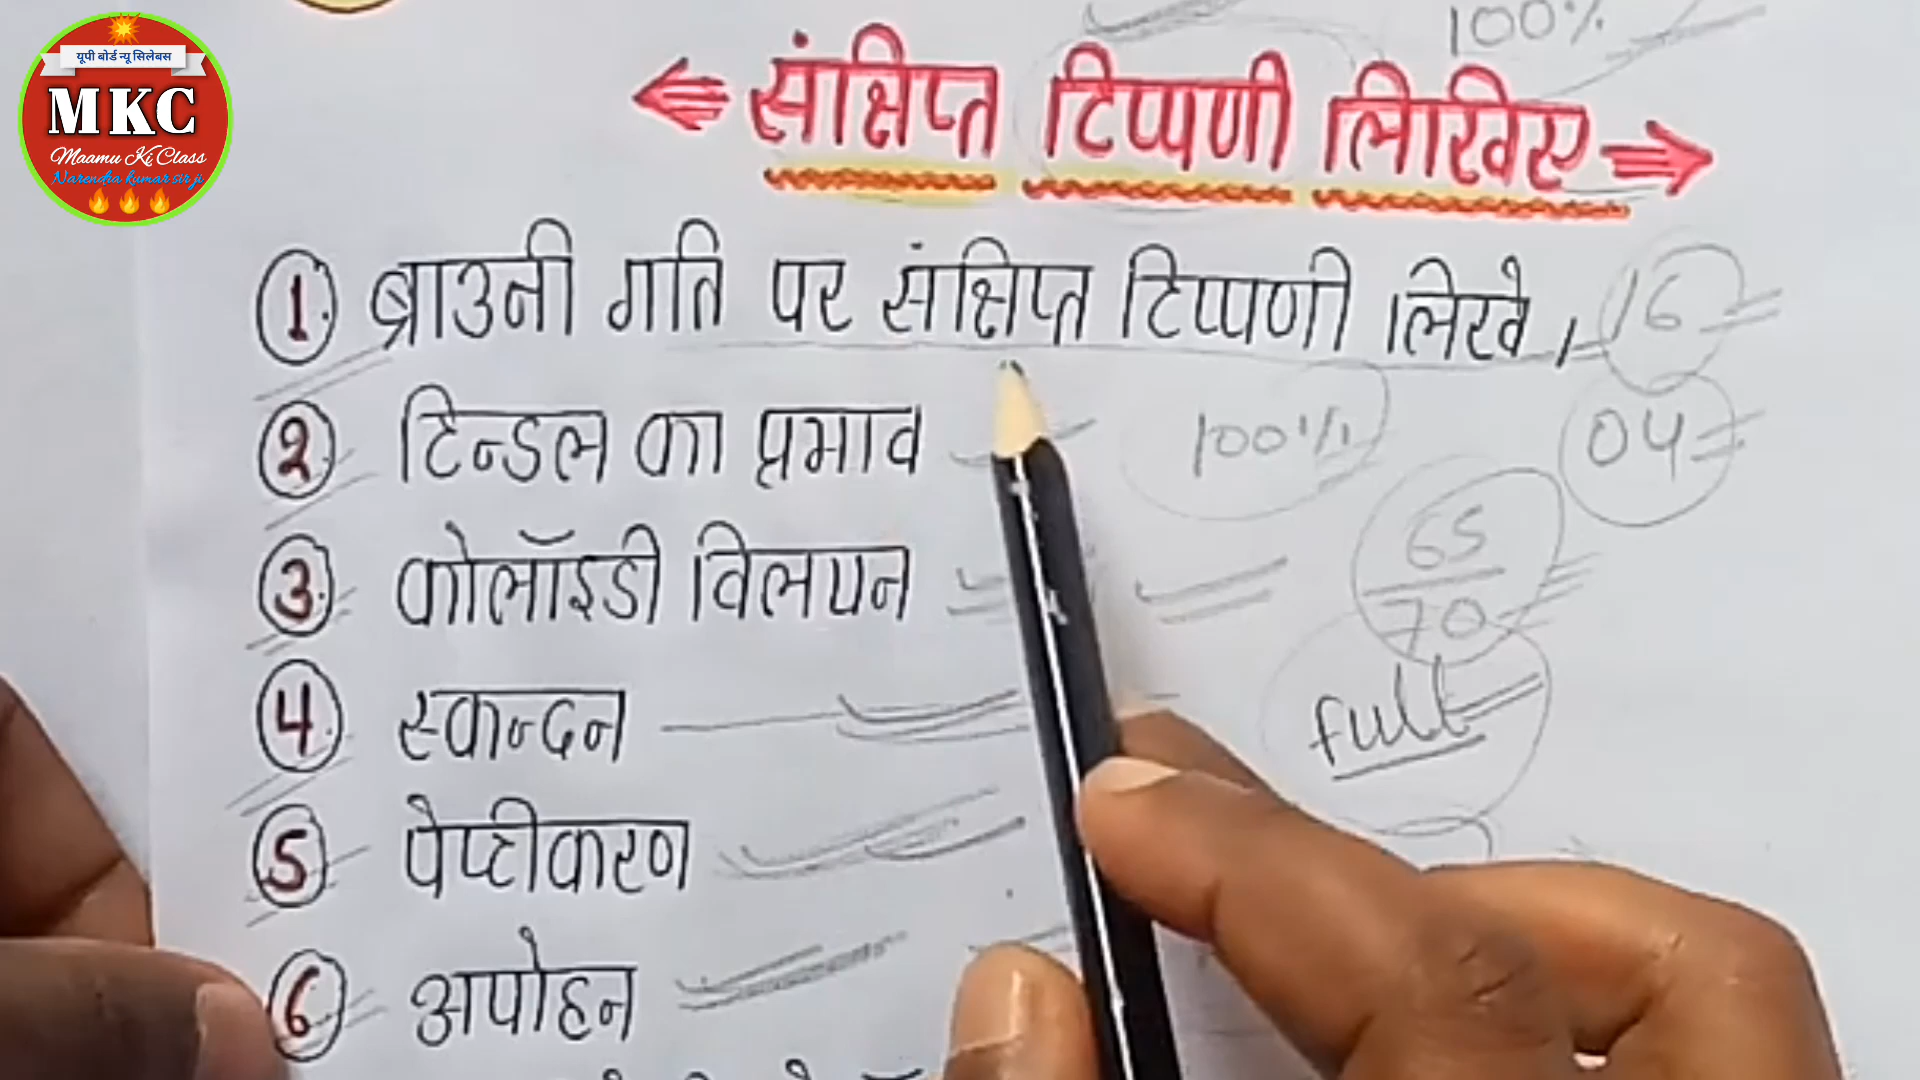 यूपी बोर्ड न्यू सिलेबस
MKC
Maamu Ki Class
Narendra kumar sir ji
100%
संक्षिप्त टिप्पणी लिखिए
1 ब्राउनी गति पर संक्षिप्त टिप्पणी लिखे । 16
2 टिन्डल का प्रभाव 100% 04
3 कोलॉइडी विलयन 65/70
4 स्कन्दन full
5 पेप्टीकरण
6 अपोहन